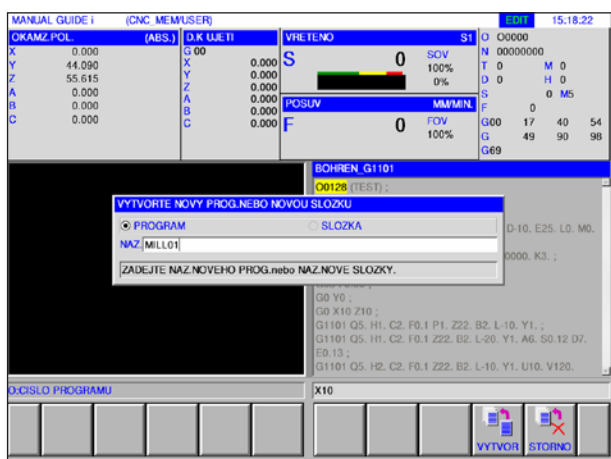 MANUAL GUIDE i (CNC_MEM/USER) EDIT 15:18:22
OKAMZ.POL. (ABS.)
X 0.000
Y 44.090
Z 55.615
A 0.000
B 0.000
C 0.000
D.K UJETI
G 00
X 0.000
Y 0.000
Z 0.000
A 0.000
B 0.000
C 0.000
VRETENO S1
S 0 SOV
100%
0%
POSUV MM/MIN.
F 0 FOV
100%
O O0000
N 00000000
T 0 M 0
D 0 H 0
S 0 M5
F 0
G00 17 40 54
G 49 90 98
G69
BOHREN_G1101
O0128 (TEST) ;
VYTVORTE NOVY PROG.NEBO NOVOU SLOZKU
PROGRAM SLOZKA
NAZ. MILL01
ZADEJTE NAZ.NOVEHO PROG.nebo NAZ.NOVE SLOZKY.
D-10. E25. L0. M0.
0000. K3. ;
G0 Y0 ;
G0 X10 Z10 ;
G1101 Q5. H1. C2. F0.1 P1. Z22. B2. L-10. Y1. ;
G1101 Q5. H1. C2. F0.1 Z22. B2. L-20. Y1. A6. S0.12 D7.
E0.13 ;
G1101 Q5. H2. C2. F0.1 Z22. B2. L-10. Y1. U10. V120.
O:CISLO PROGRAMU X10
VYTVOR STORNO